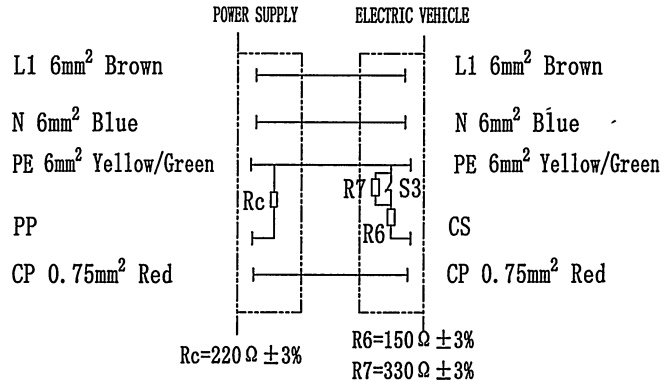 POWER SUPPLY ELECTRIC VEHICLE
L1 6mm² Brown L1 6mm² Brown
N 6mm² Blue N 6mm² Blue
PE 6mm² Yellow/Green PE 6mm² Yellow/Green
Rc R7 S3
PP R6 CS
CP 0.75mm² Red CP 0.75mm² Red
Rc=220Ω±3% R6=150Ω±3%
R7=330Ω±3%